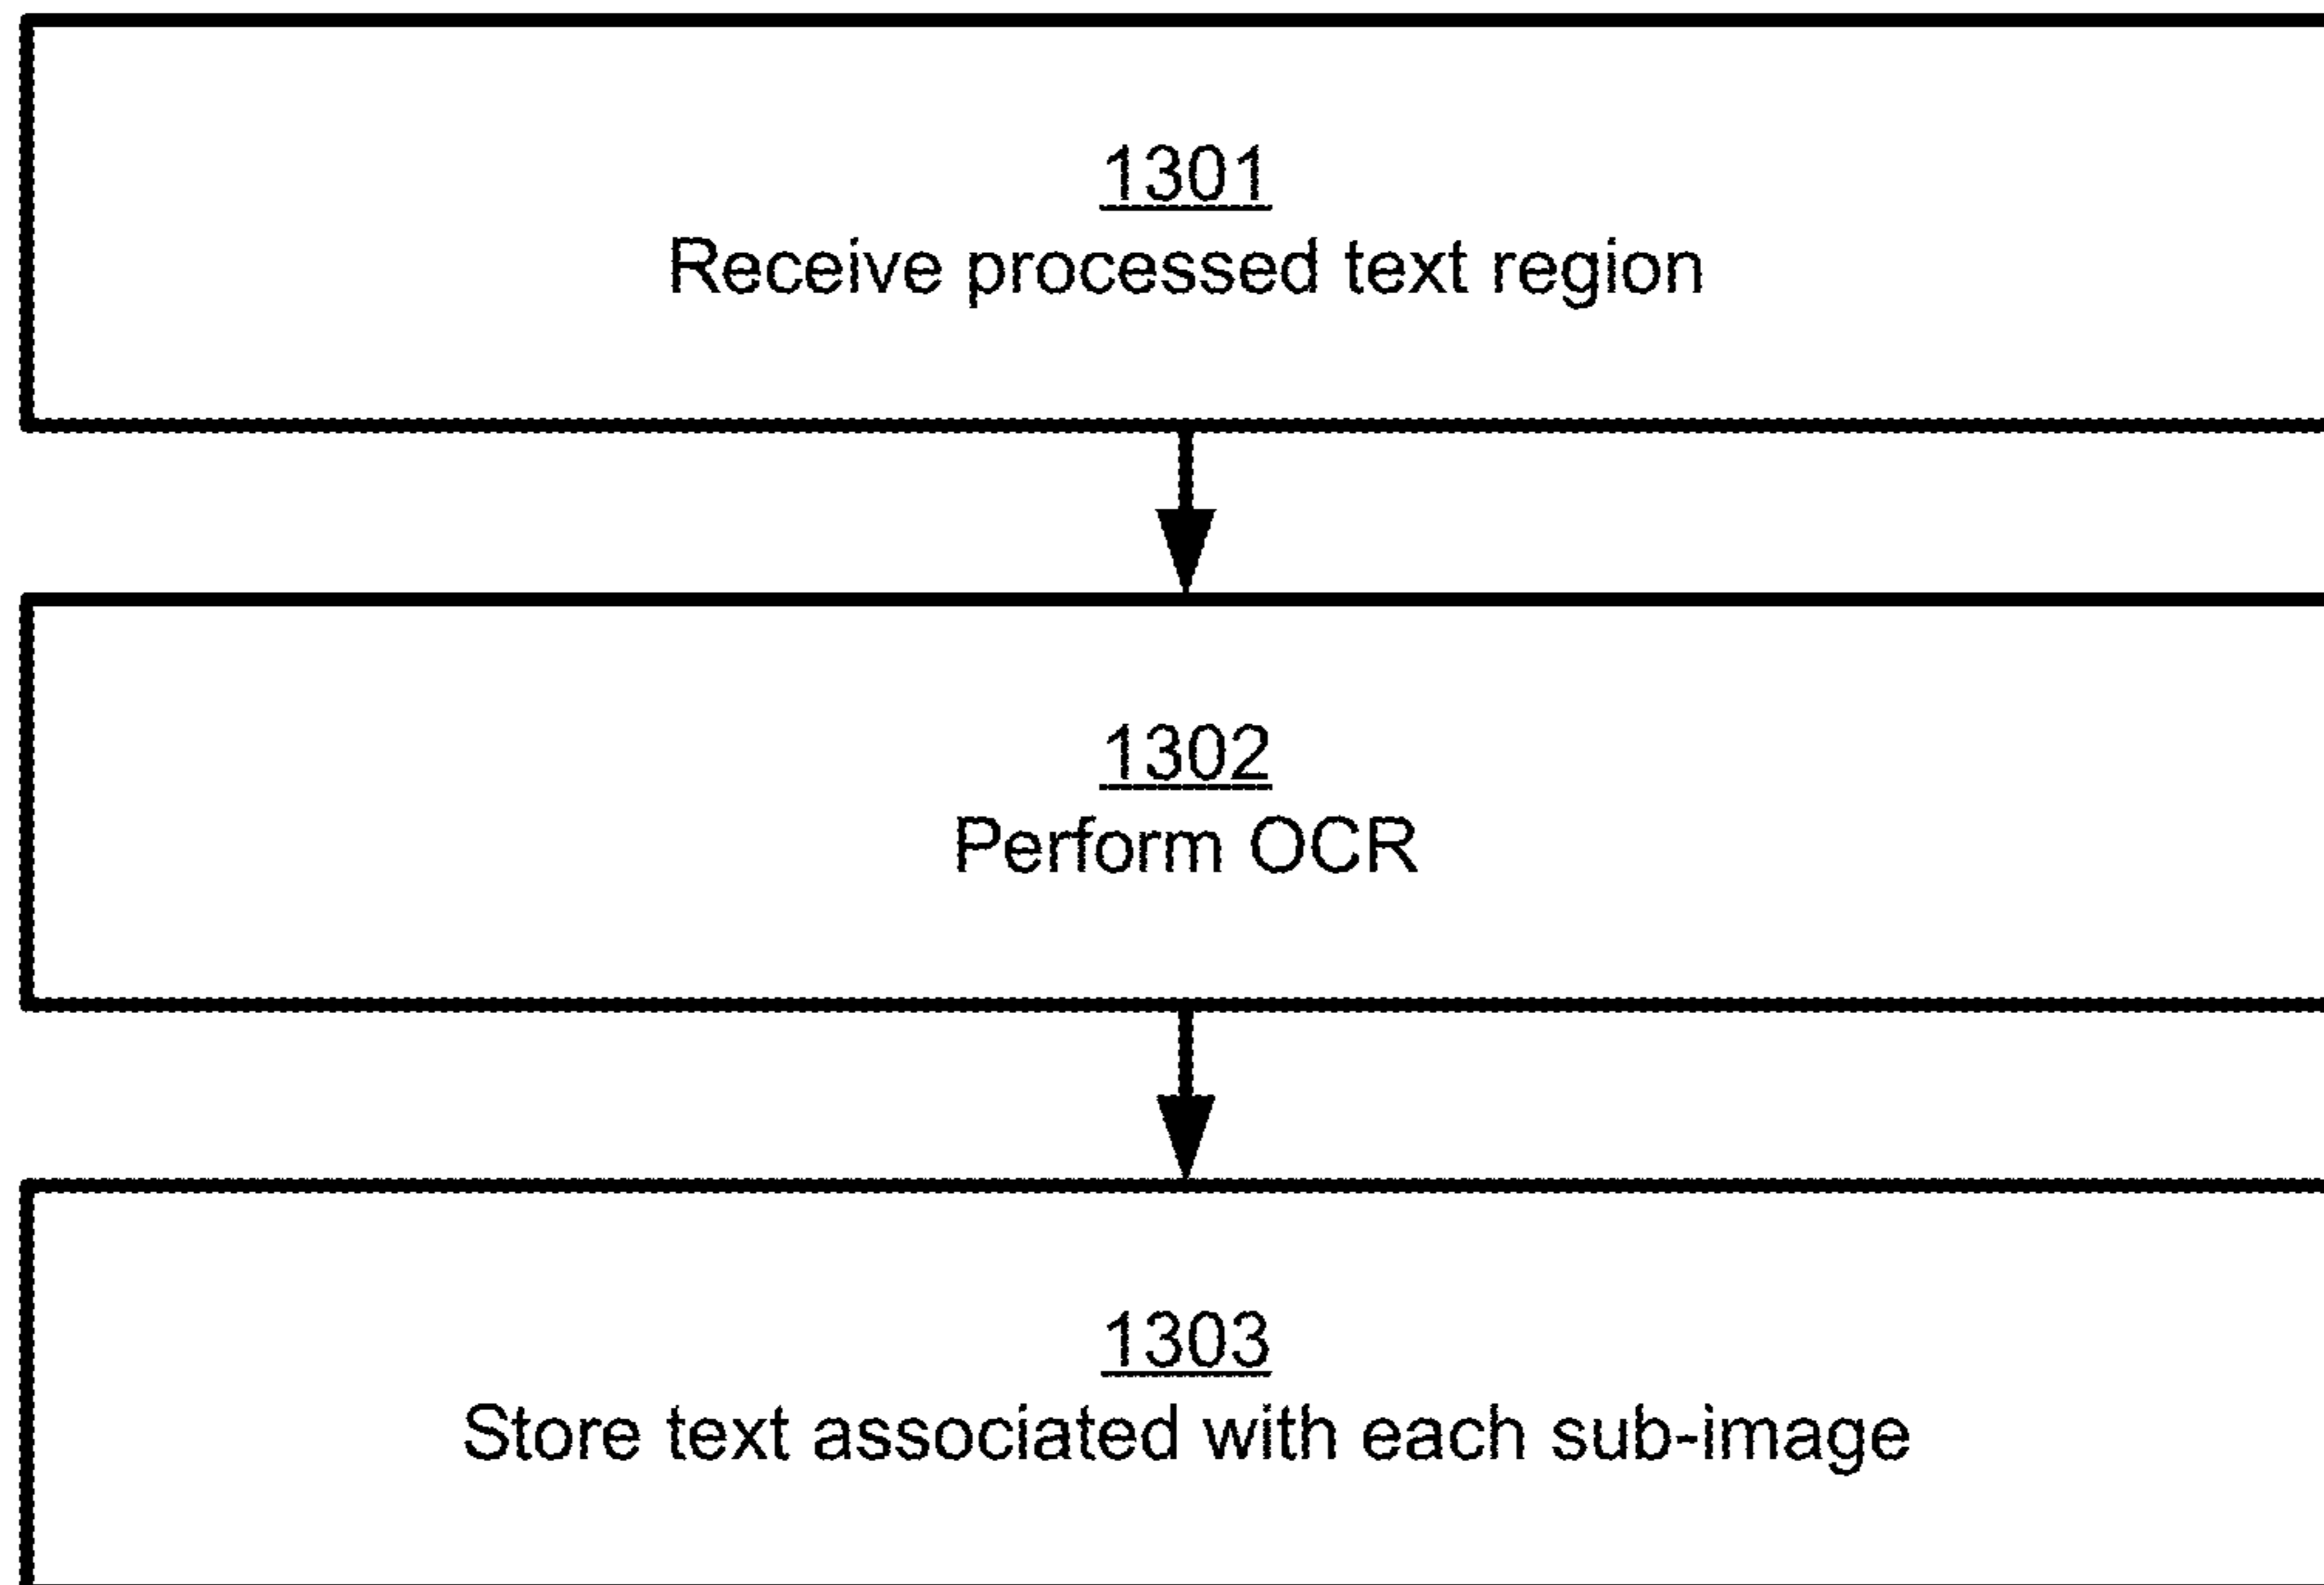 1301
Receive processed text region
1302
Perform OCR
1303
Store text associated with each sub-image